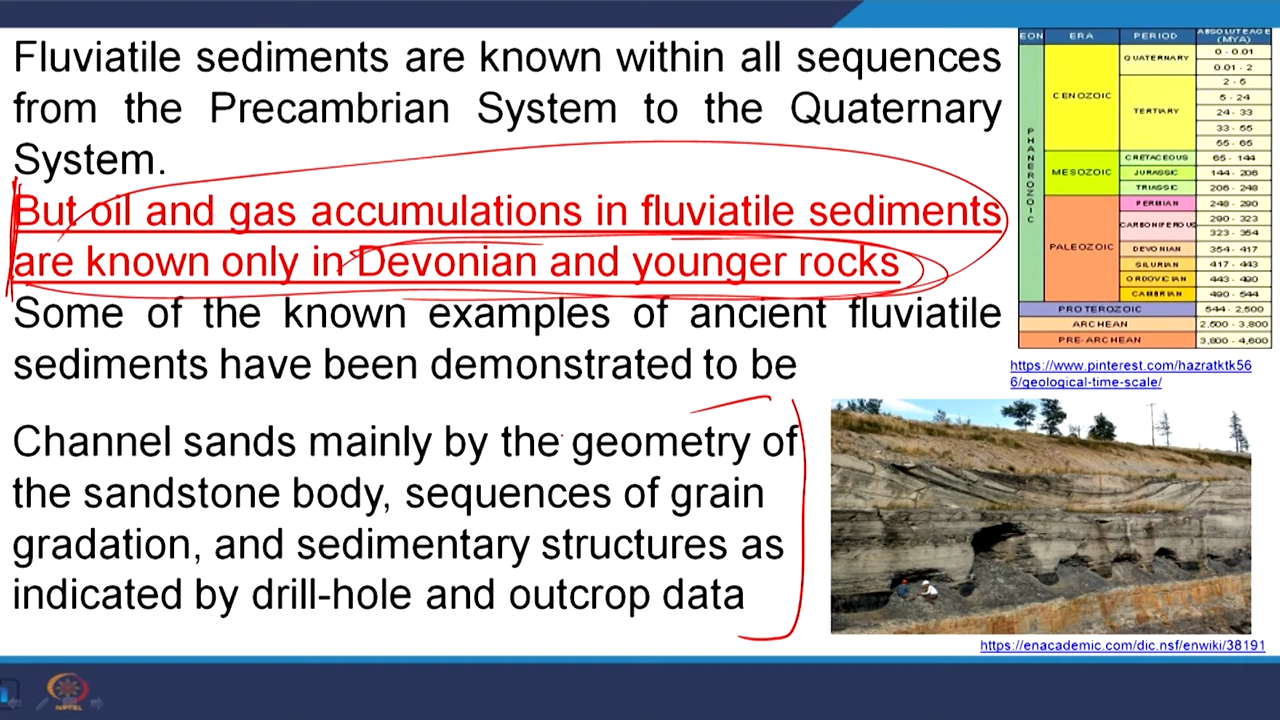 Fluviatile sediments are known within all sequences
from the Precambrian System to the Quaternary
System.
But oil and gas accumulations in fluviatile sediments
are known only in Devonian and younger rocks
Some of the known examples of ancient fluviatile
sediments have been demonstrated to be
Channel sands mainly by the geometry of
the sandstone body, sequences of grain
gradation, and sedimentary structures as
indicated by drill-hole and outcrop data
EON ERA PERIOD ABSOLUTE AGE
(MYA)
PHANEROZOIC
CENOZOIC
QUATERNARY
0 - 0.01
0.01 - 2
TERTIARY
2 - 5
5 - 24
24 - 33
33 - 55
55 - 65
MESOZOIC
CRETACEOUS 65 - 144
JURASSIC 144 - 206
TRIASSIC 206 - 248
PALEOZOIC
PERMIAN 248 - 290
CARBONIFEROUS 290 - 323
323 - 354
DEVONIAN 354 - 417
SILURIAN 417 - 443
ORDOVICIAN 443 - 490
CAMBRIAN 490 - 544
PROTEROZOIC 544 - 2,500
ARCHEAN 2,500 - 3,800
PRE-ARCHEAN 3,800 - 4,600
https://www.pinterest.com/hazratktk56
6/geological-time-scale/
https://enacademic.com/dic.nsf/enwiki/38191
NPTEL